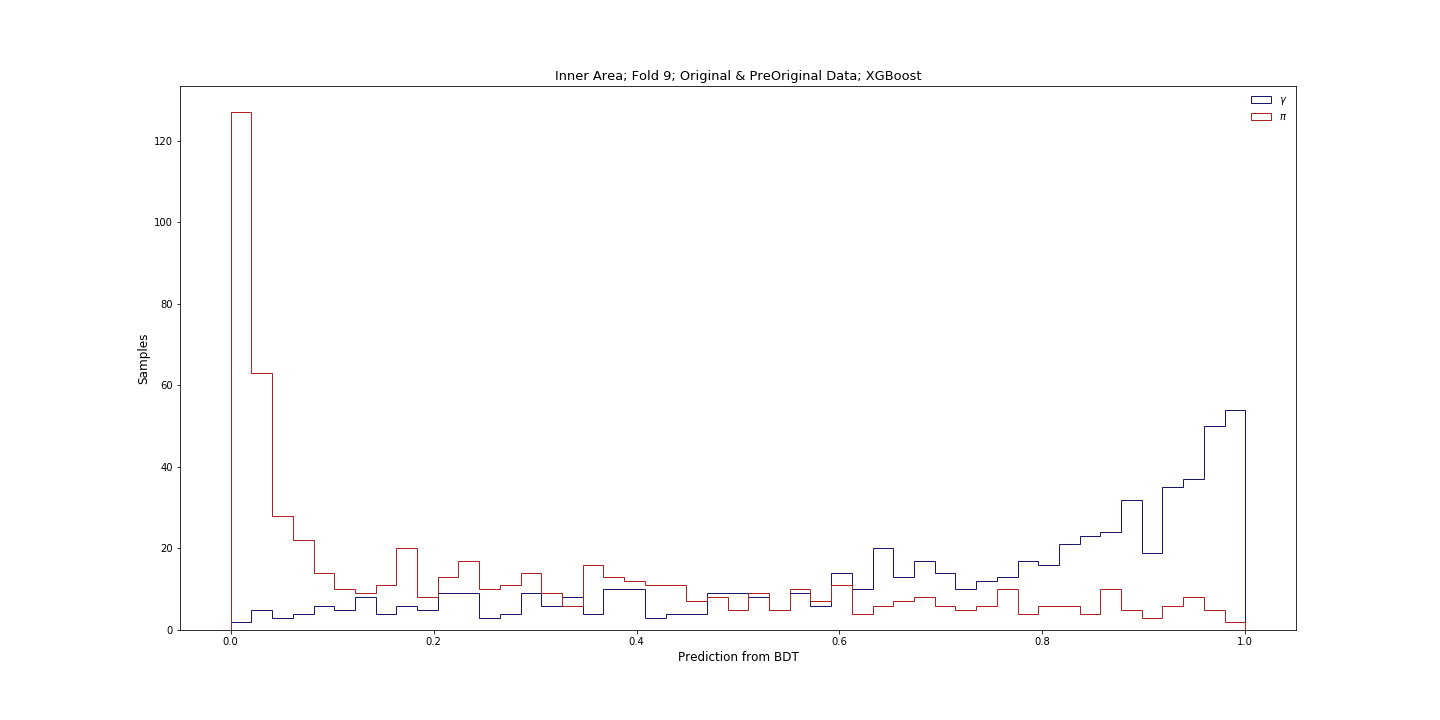 Inner Area; Fold 9; Original & PreOriginal Data; XGBoost
γ
π
120
100
80
60
40
20
0
Samples
0.0 0.2 0.4 0.6 0.8 1.0
Prediction from BDT